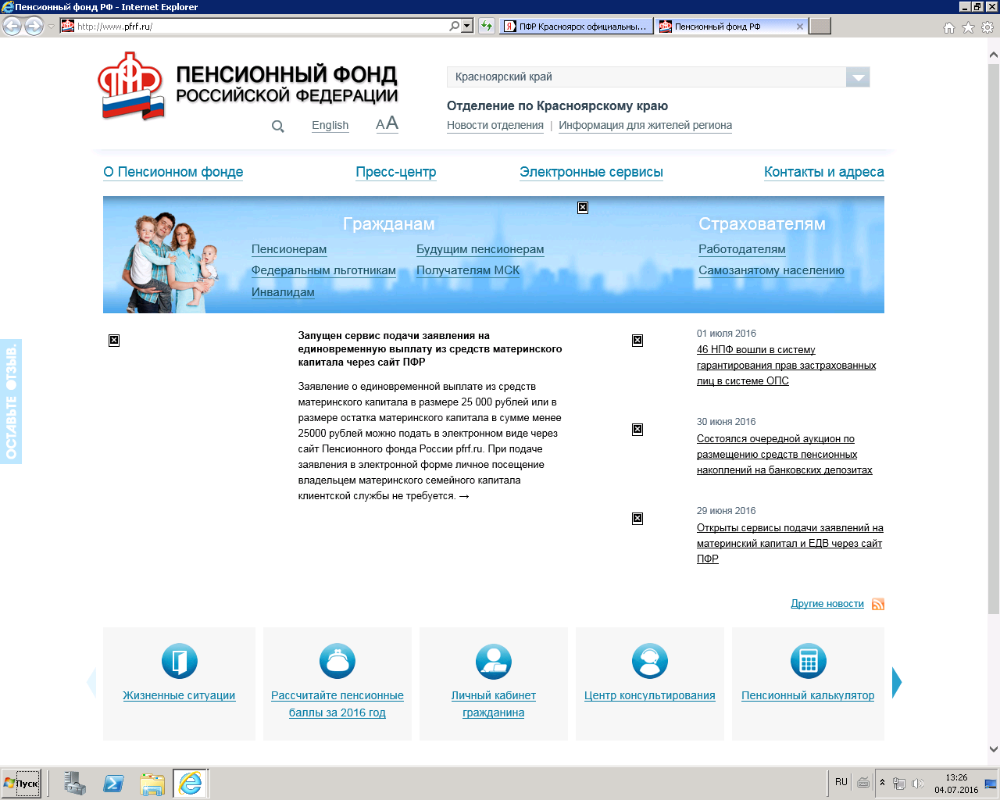 Пенсионный фонд РФ - Internet Explorer
http://www.pfrf.ru/
ПФР Красноярск официальны...
Пенсионный фонд РФ
ПЕНСИОННЫЙ ФОНД
РОССИЙСКОЙ ФЕДЕРАЦИИ
English
AA
Красноярский край
Отделение по Красноярскому краю
Новости отделения | Информация для жителей региона
О Пенсионном фонде
Пресс-центр
Электронные сервисы
Контакты и адреса
Гражданам
Пенсионерам
Будущим пенсионерам
Федеральным льготникам
Получателям МСК
Инвалидам
Страхователям
Работодателям
Самозанятому населению
ОСТАВЬТЕ ОТЗЫВ.
Запущен сервис подачи заявления на
единовременную выплату из средств материнского
капитала через сайт ПФР
Заявление о единовременной выплате из средств
материнского капитала в размере 25 000 рублей или в
размере остатка материнского капитала в сумме менее
25000 рублей можно подать в электронном виде через
сайт Пенсионного фонда России pfrf.ru. При подаче
заявления в электронной форме личное посещение
владельцем материнского семейного капитала
клиентской службы не требуется. →
01 июля 2016
46 НПФ вошли в систему
гарантирования прав застрахованных
лиц в системе ОПС
30 июня 2016
Состоялся очередной аукцион по
размещению средств пенсионных
накоплений на банковских депозитах
29 июня 2016
Открыты сервисы подачи заявлений на
материнский капитал и ЕДВ через сайт
ПФР
Другие новости
Жизненные ситуации
Рассчитайте пенсионные
баллы за 2016 год
Личный кабинет
гражданина
Центр консультирования
Пенсионный калькулятор
Пуск
RU
13:26
04.07.2016